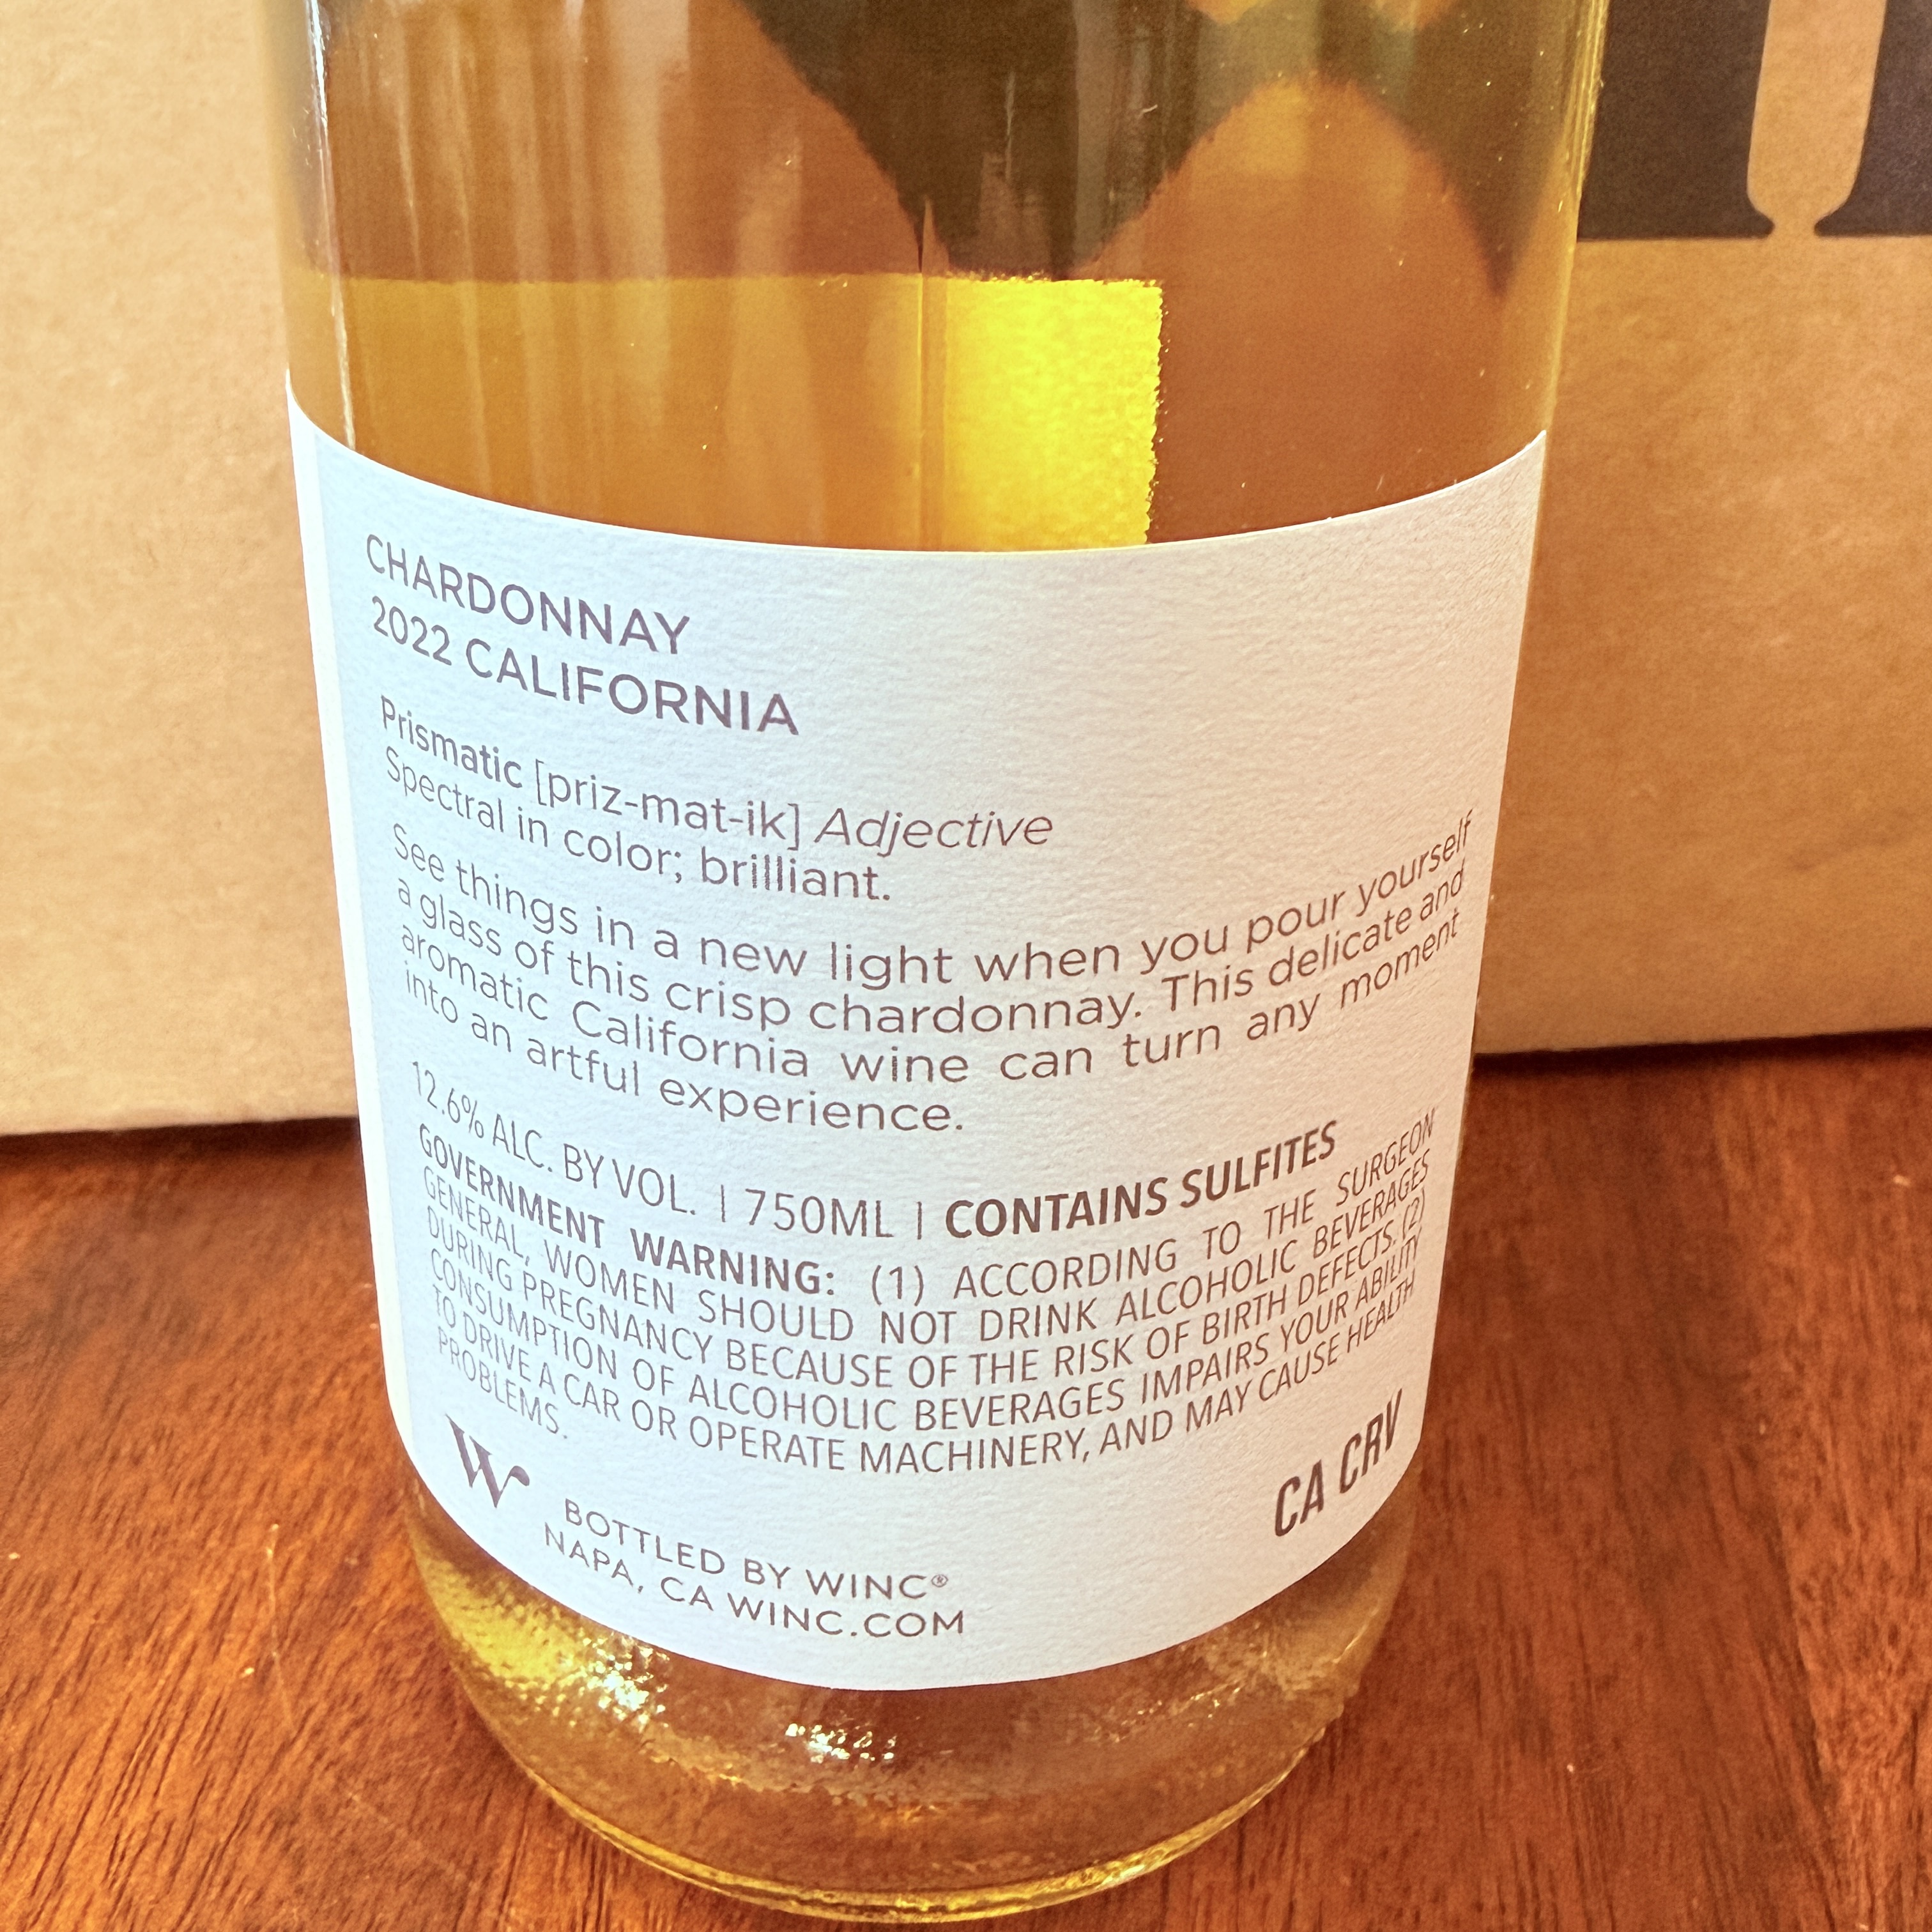 CHARDONNAY
2022 CALIFORNIA
Prismatic [priz-mat-ik] Adjective
Spectral in color; brilliant.
See things in a new light when you pour yourself
a glass of this crisp chardonnay. This delicate and
aromatic California wine can turn any moment
into an artful experience.
12.6% ALC. BY VOL. | 750ML | CONTAINS SULFITES
GOVERNMENT WARNING: (1) ACCORDING TO THE SURGEON
GENERAL, WOMEN SHOULD NOT DRINK ALCOHOLIC BEVERAGES
DURING PREGNANCY BECAUSE OF THE RISK OF BIRTH DEFECTS. (2)
CONSUMPTION OF ALCOHOLIC BEVERAGES IMPAIRS YOUR ABILITY
TO DRIVE A CAR OR OPERATE MACHINERY, AND MAY CAUSE HEALTH
PROBLEMS.
W
BOTTLED BY WINC®
NAPA, CA WINC.COM
CA CRV